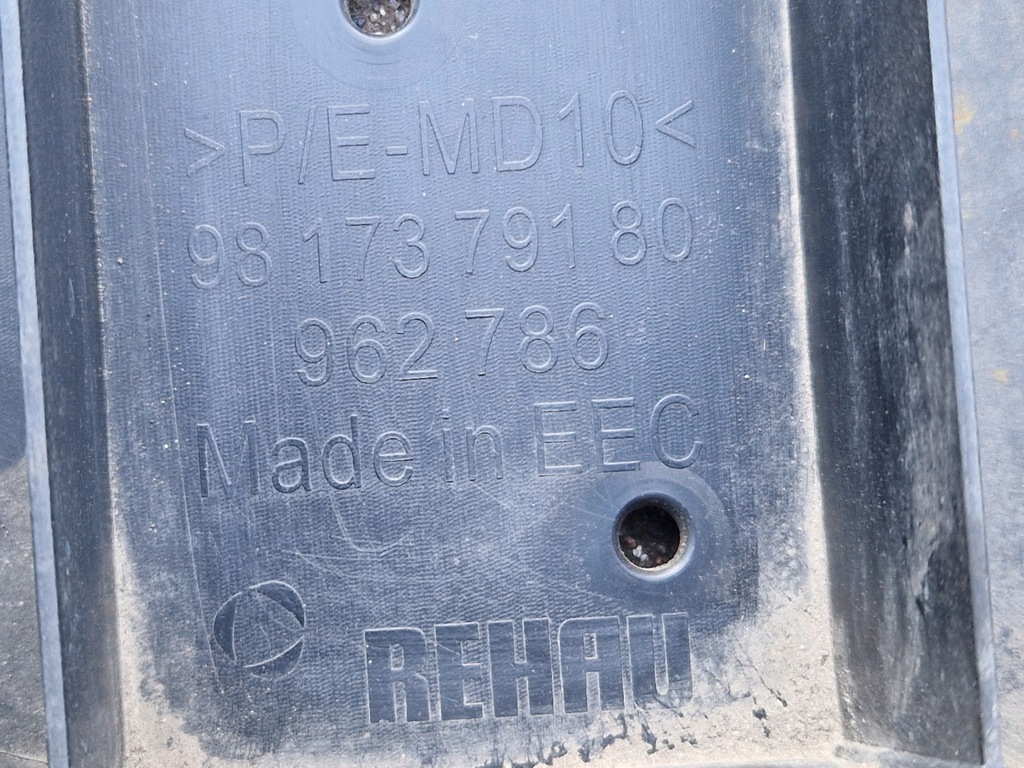 >P/E-MD10<
98 173 791 80
962 786
Made in EEC
REHAU